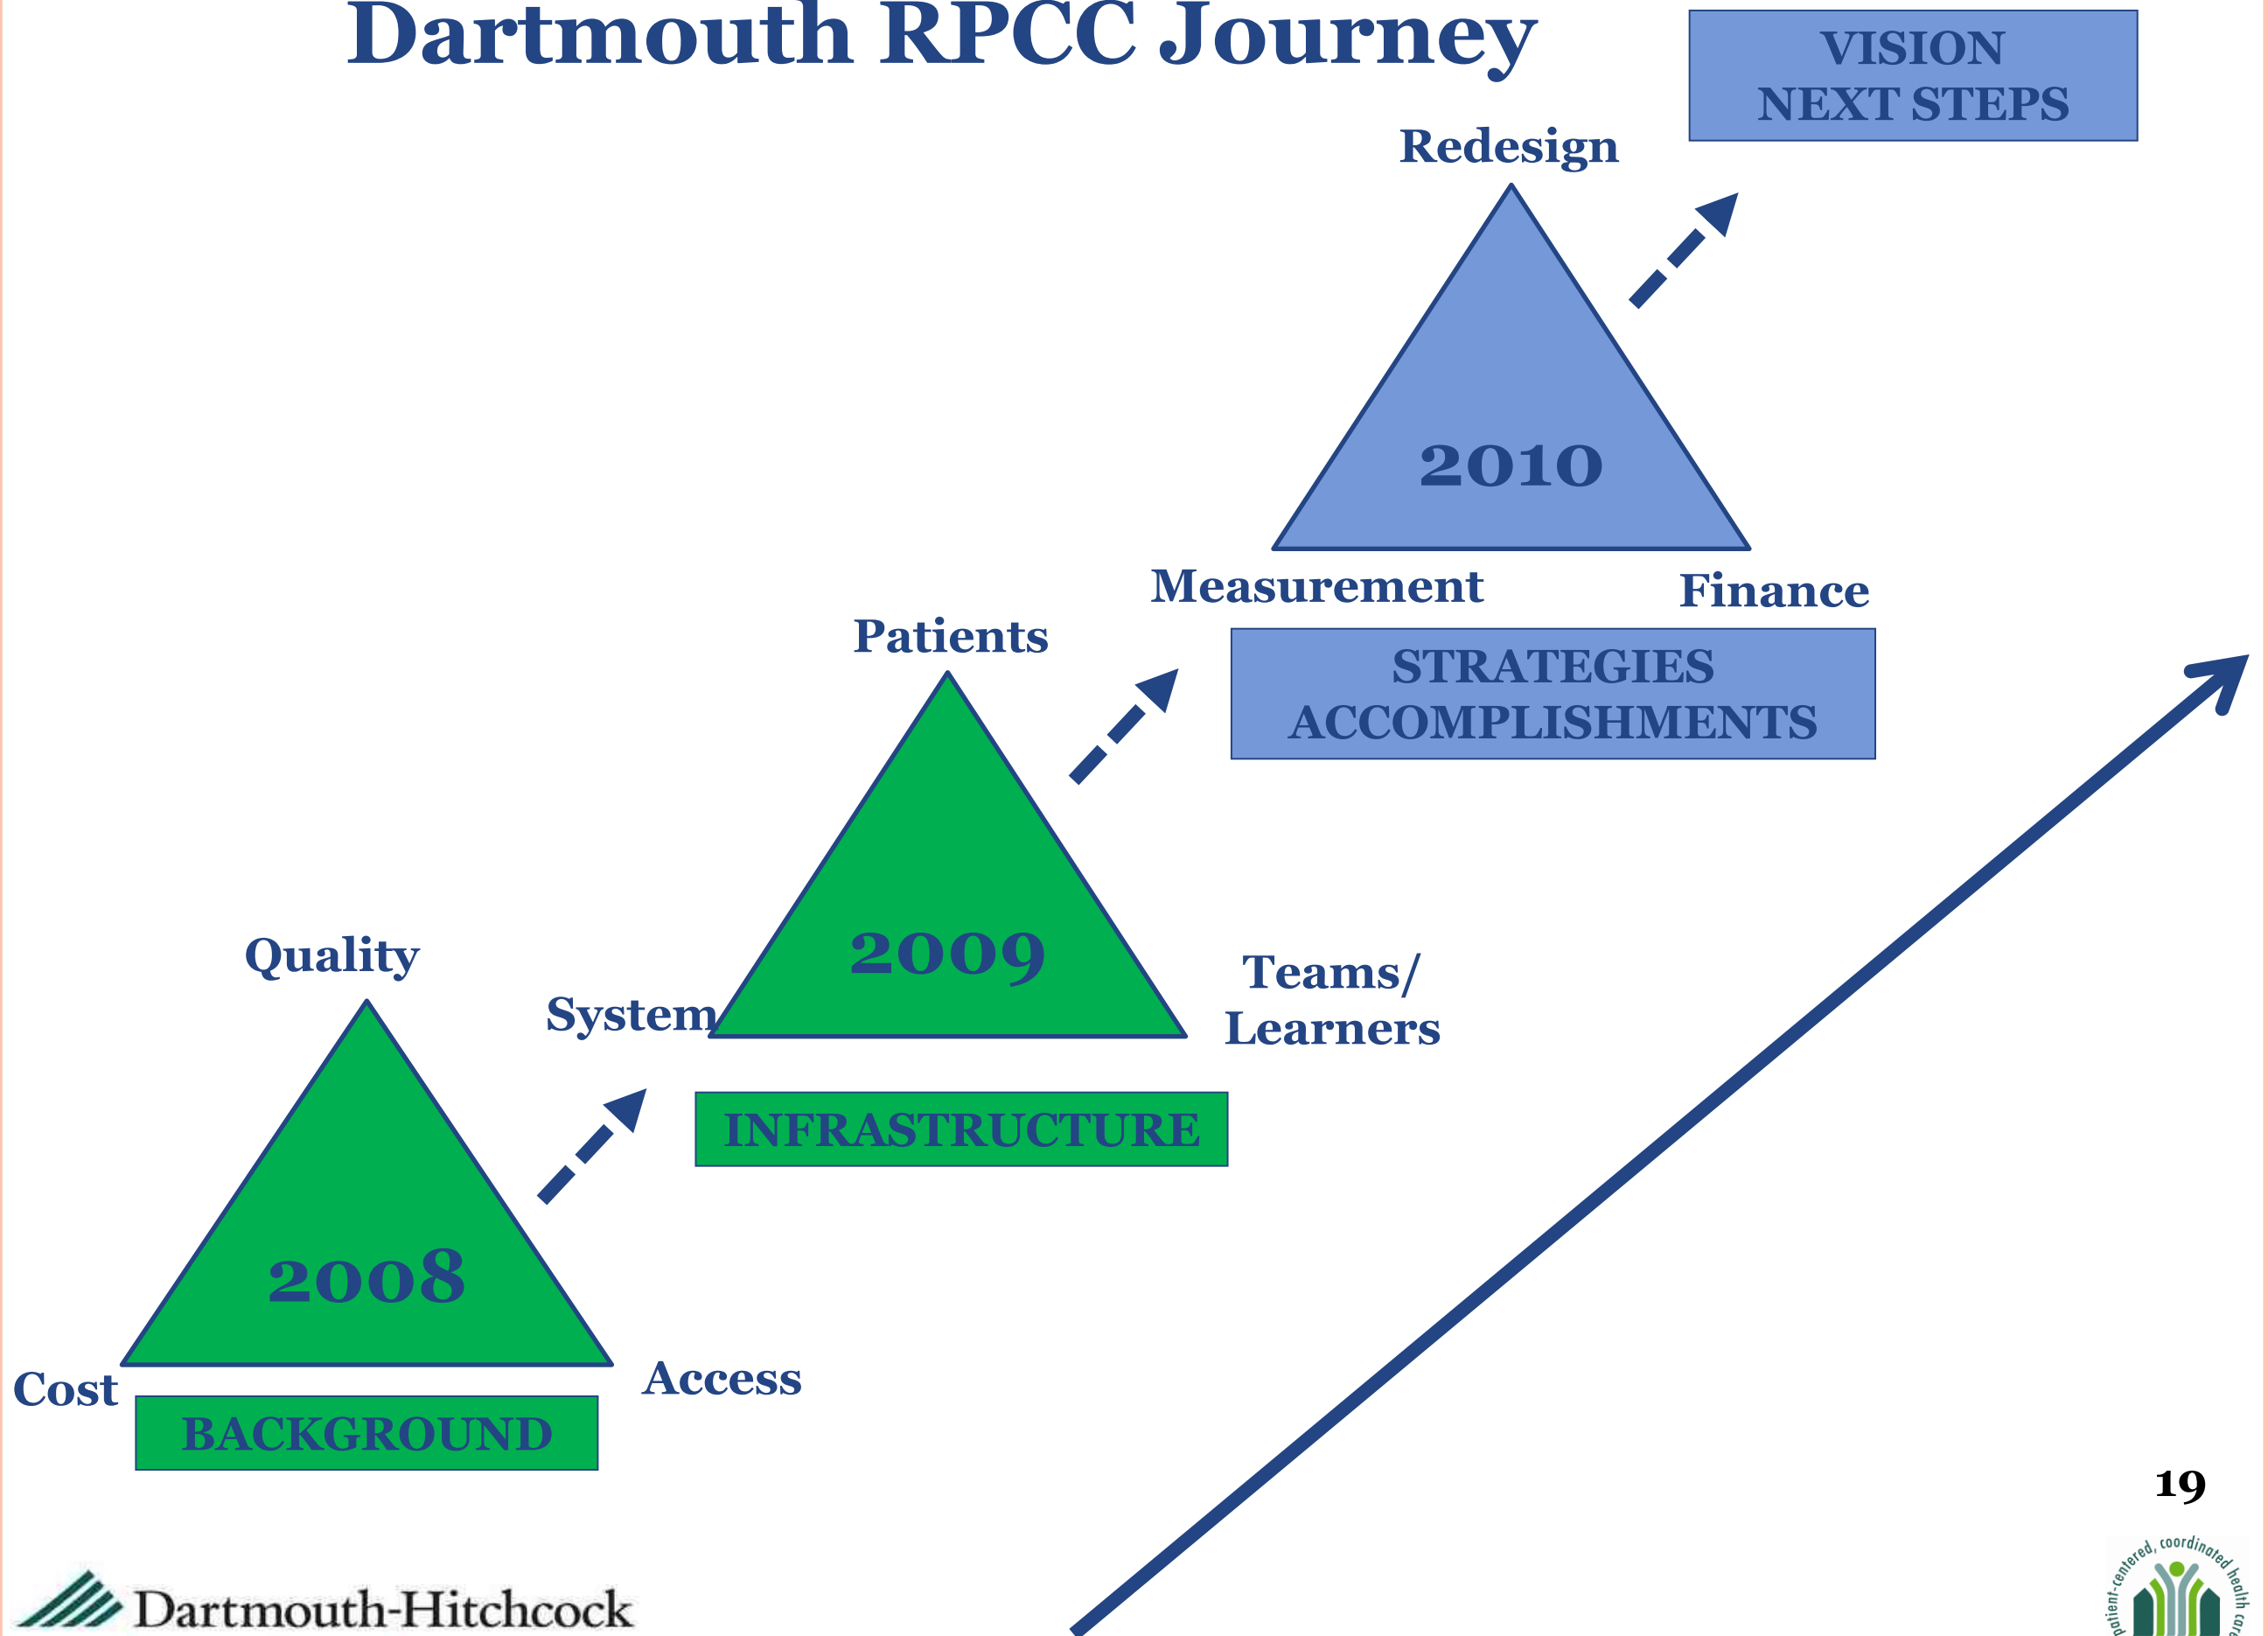 Dartmouth RPCC Journey
VISION
NEXT STEPS
Redesign
2010
Measurement
Finance
STRATEGIES
ACCOMPLISHMENTS
Patients
2009
System
Teams/
Learners
INFRASTRUCTURE
Quality
2008
Cost
Access
BACKGROUND
19
Dartmouth-Hitchcock
patient-centered, coordinated health care